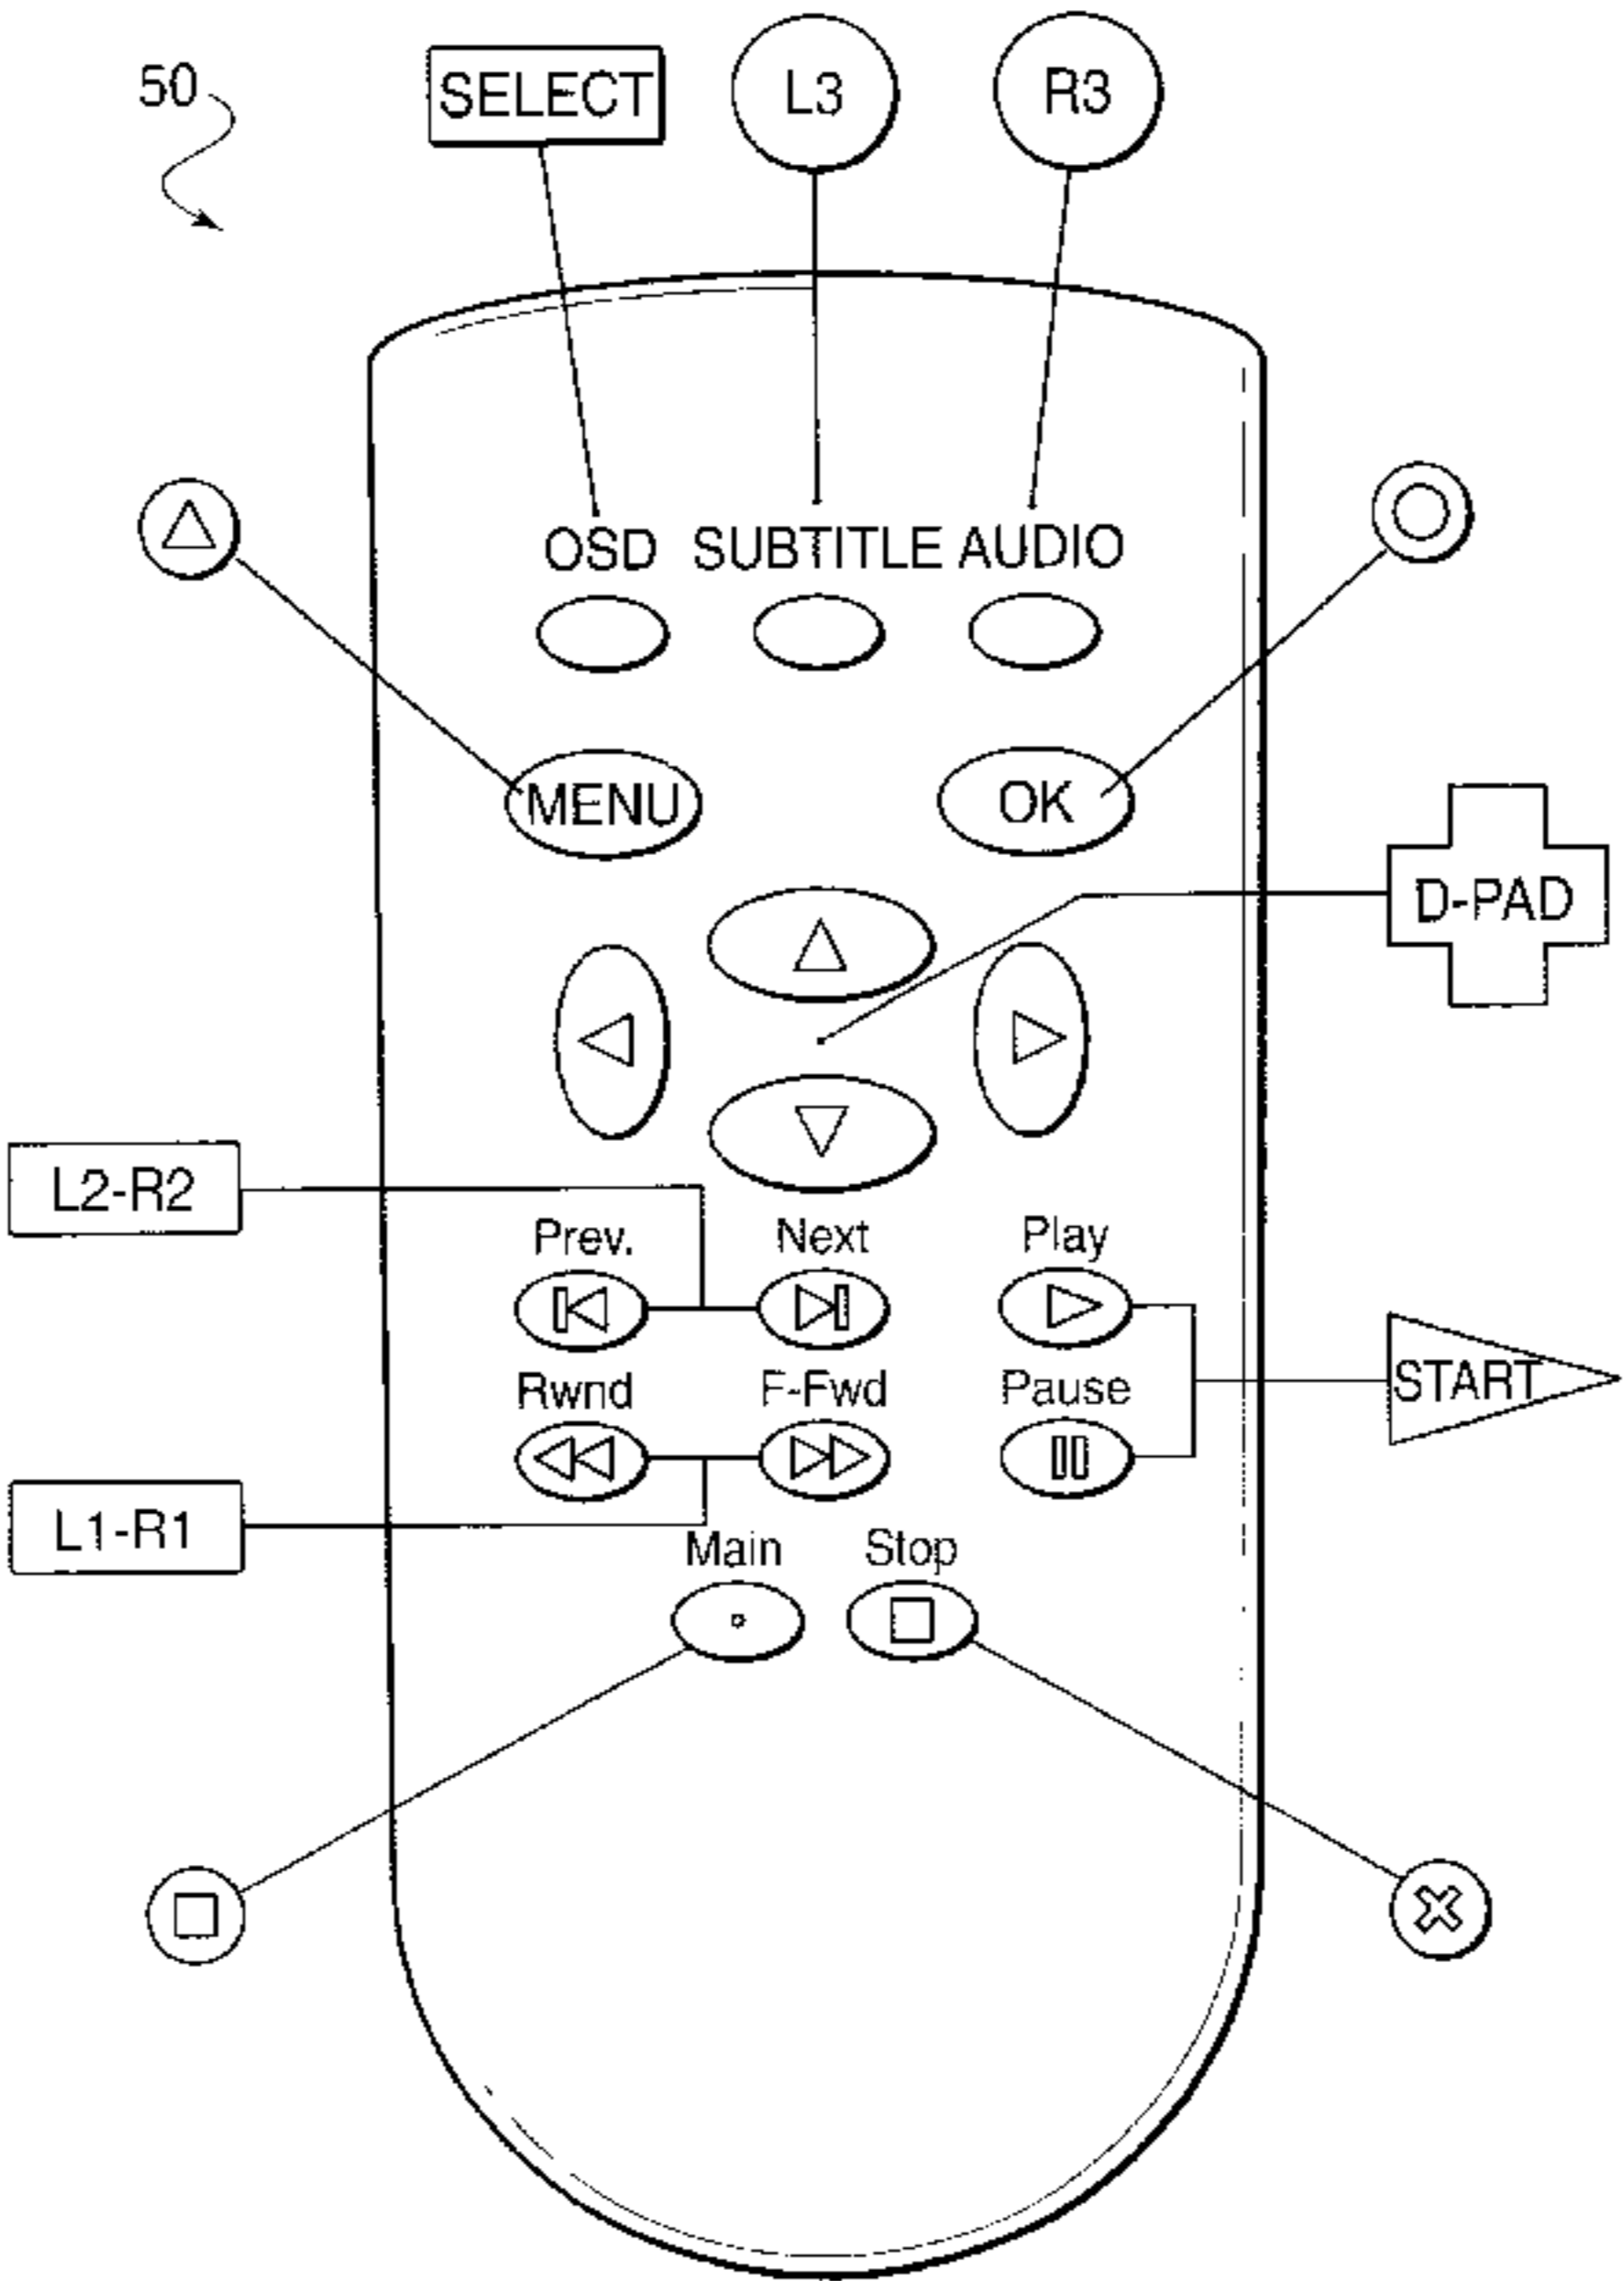 50
SELECT
L3
R3
OSD SUBTITLE AUDIO
MENU
OK
D-PAD
L2-R2
Prev. Next Play
Rwnd F-Fwd Pause
START
L1-R1
Main Stop